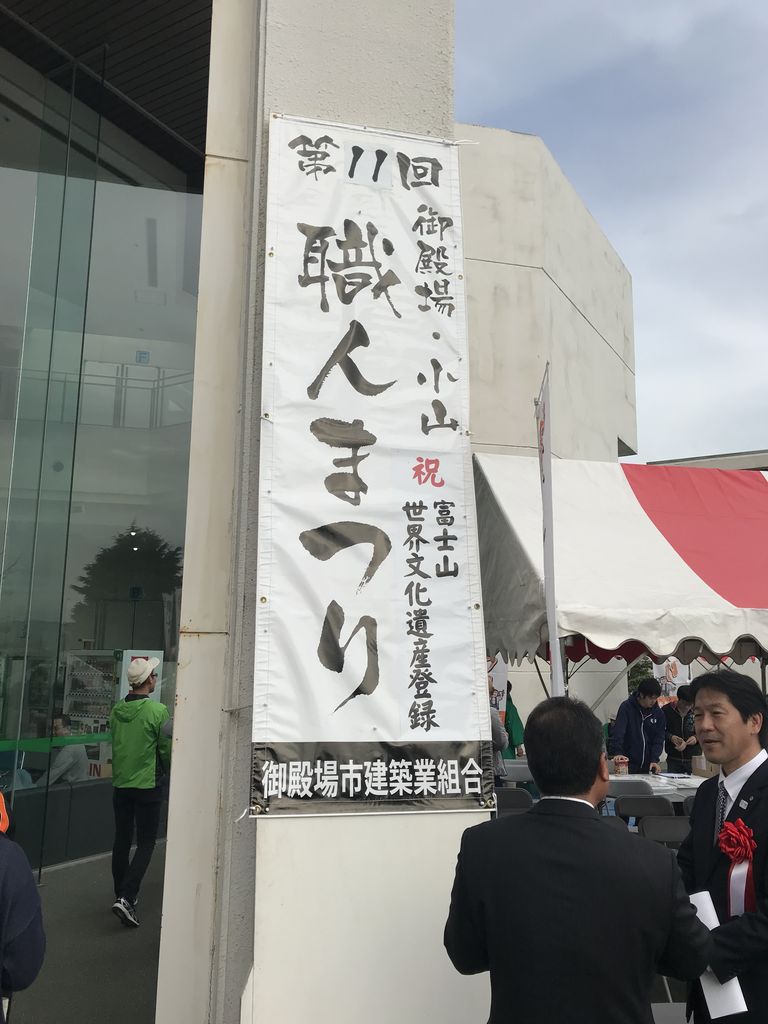 第11回
御殿場・小山
職人まつり
祝
富士山
世界文化遺産登録
御殿場市建築業組合
IN